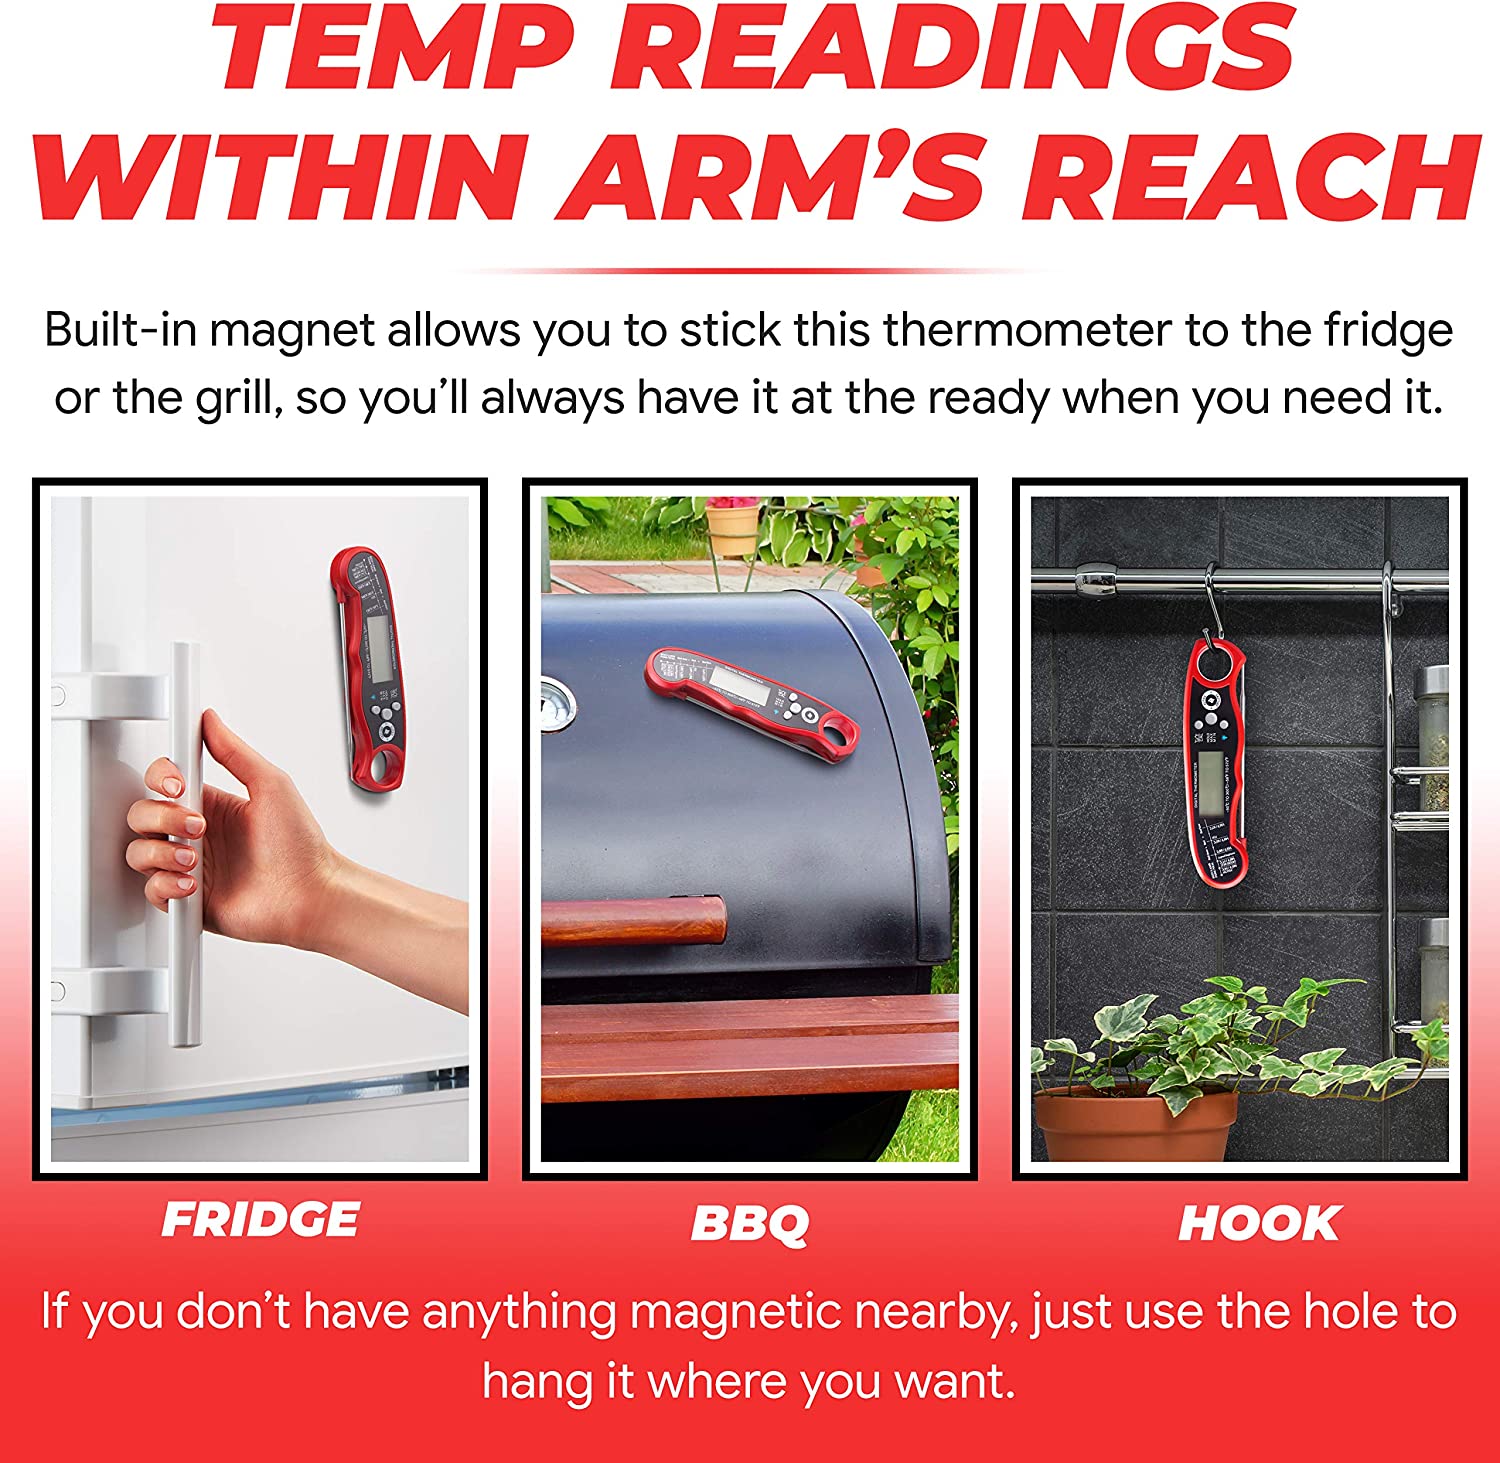 TEMP READINGS
WITHIN ARM’S REACH
Built-in magnet allows you to stick this thermometer to the fridge
or the grill, so you’ll always have it at the ready when you need it.
FRIDGE
BBQ
HOOK
If you don’t have anything magnetic nearby, just use the hole to
hang it where you want.